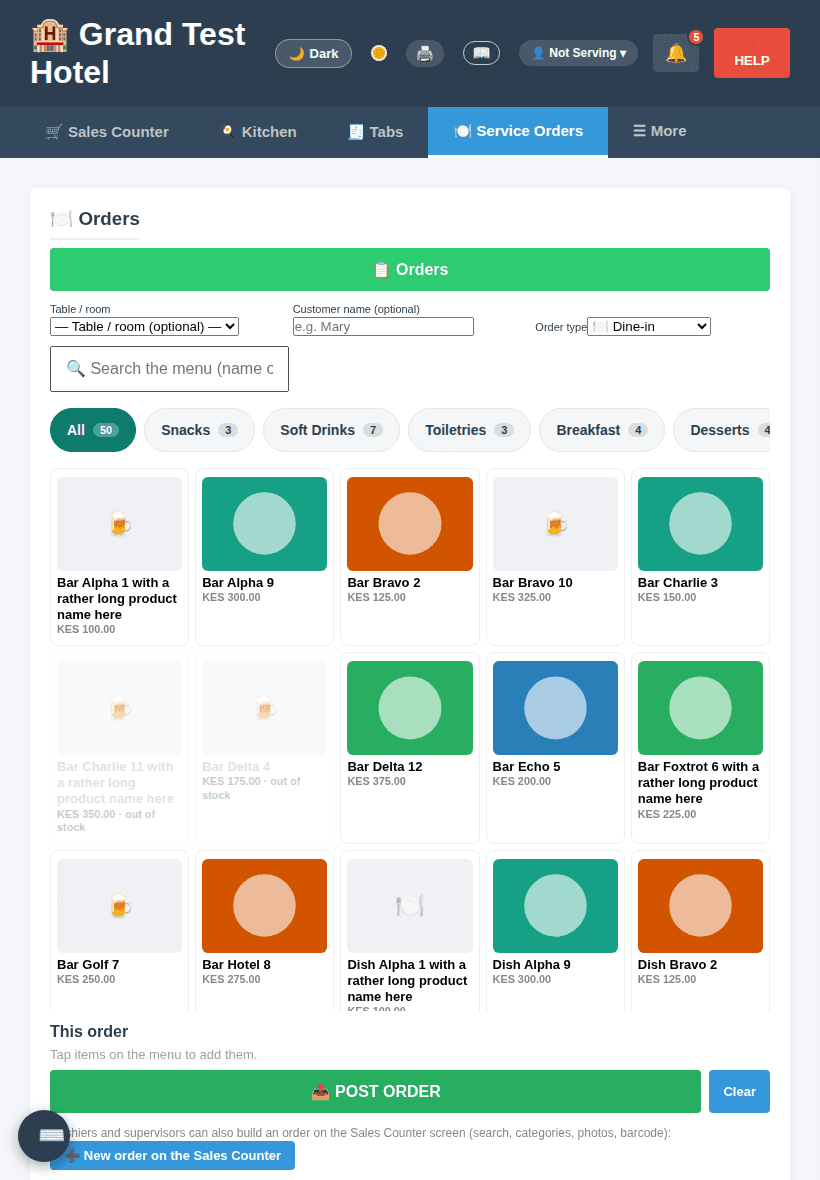 Grand Test
Hotel
Dark
Not Serving ▾
5
HELP
Sales Counter
Kitchen
Tabs
Service Orders
☰ More
Orders
Orders
Table / room
Customer name (optional)
— Table / room (optional) —
e.g. Mary
Order type
Dine-in
Search the menu (name o
All 50
Snacks 3
Soft Drinks 7
Toiletries 3
Breakfast 4
Desserts 4
Bar Alpha 1 with a
rather long product
name here
KES 100.00
Bar Alpha 9
KES 300.00
Bar Bravo 2
KES 125.00
Bar Bravo 10
KES 325.00
Bar Charlie 3
KES 150.00
Bar Charlie 11 with
a rather long
product name here
KES 350.00 · out of
stock
Bar Delta 4
KES 175.00 · out of
stock
Bar Delta 12
KES 375.00
Bar Echo 5
KES 200.00
Bar Foxtrot 6 with a
rather long product
name here
KES 225.00
Bar Golf 7
KES 250.00
Bar Hotel 8
KES 275.00
Dish Alpha 1 with a
rather long product
name here
KES 100.00
Dish Alpha 9
KES 300.00
Dish Bravo 2
KES 125.00
This order
Tap items on the menu to add them.
POST ORDER
Clear
hiers and supervisors can also build an order on the Sales Counter screen (search, categories, photos, barcode):
New order on the Sales Counter